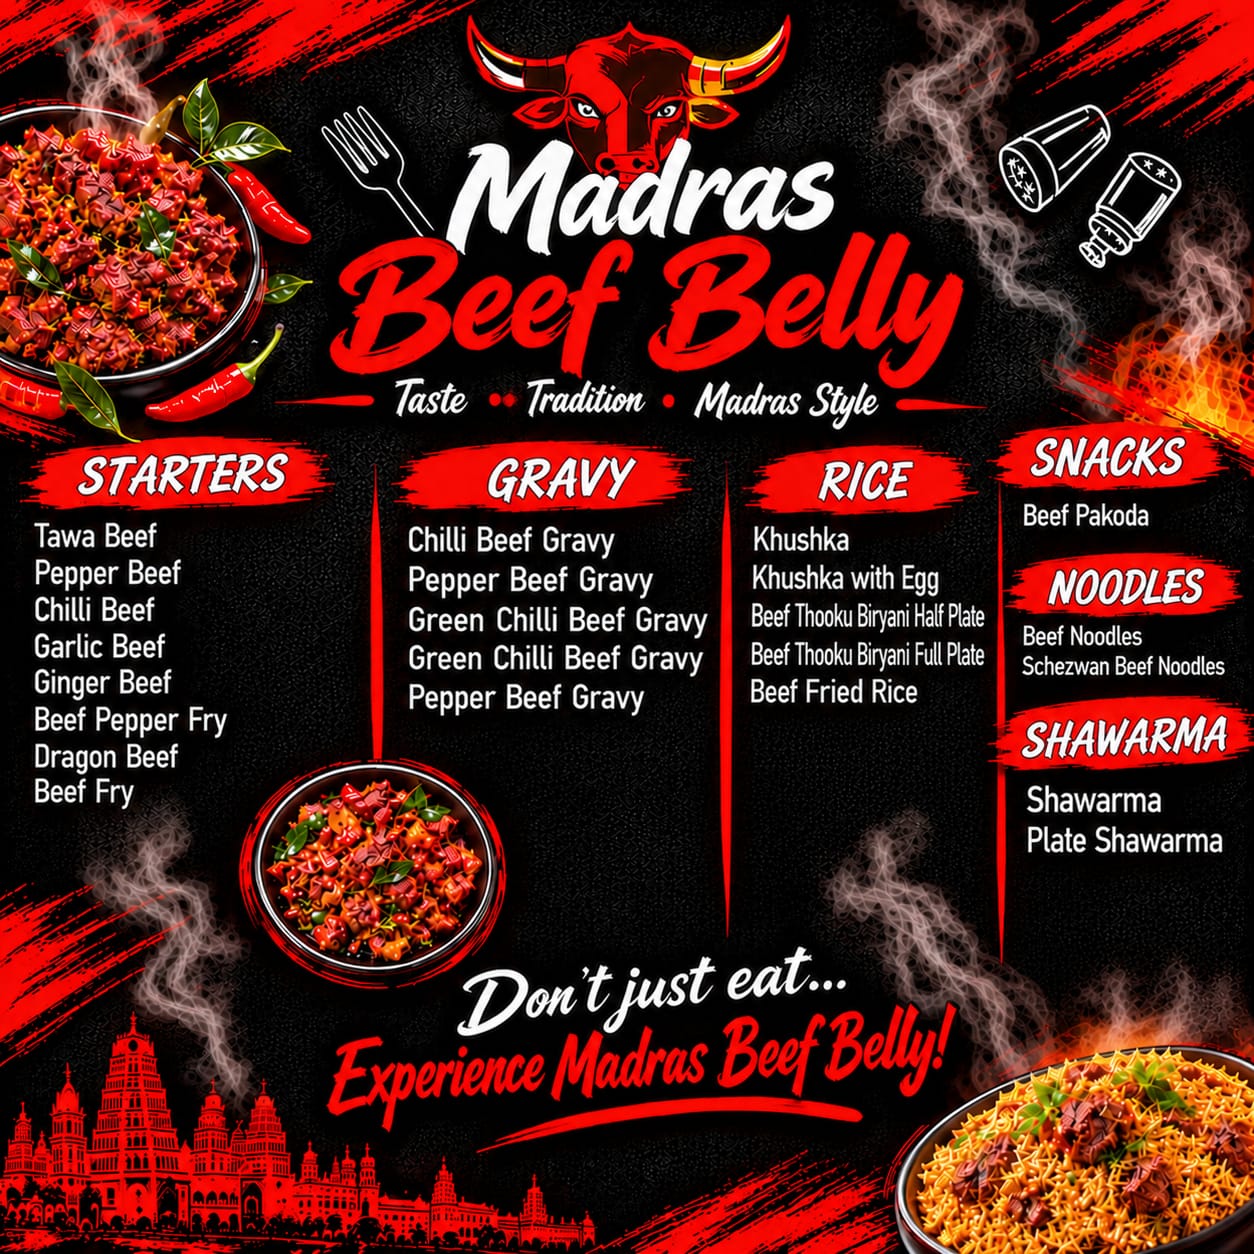 Madras
Beef Belly
Taste •• Tradition • Madras Style
STARTERS
Tawa Beef
Pepper Beef
Chilli Beef
Garlic Beef
Ginger Beef
Beef Pepper Fry
Dragon Beef
Beef Fry
GRAVY
Chilli Beef Gravy
Pepper Beef Gravy
Green Chilli Beef Gravy
Green Chilli Beef Gravy
Pepper Beef Gravy
RICE
Khushka
Khushka with Egg
Beef Thooku Biryani Half Plate
Beef Thooku Biryani Full Plate
Beef Fried Rice
SNACKS
Beef Pakoda
NOODLES
Beef Noodles
Schezwan Beef Noodles
SHAWARMA
Shawarma
Plate Shawarma
Don't just eat...
Experience Madras Beef Belly!